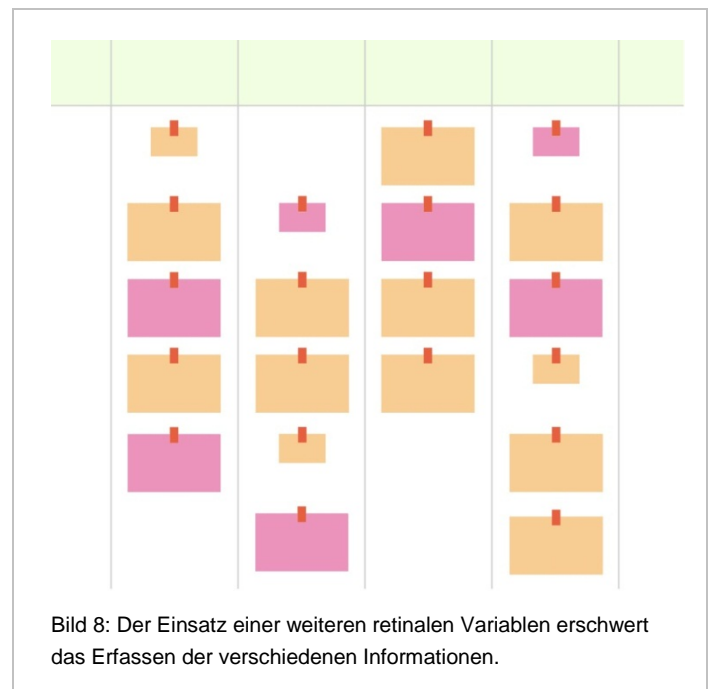 Bild 8: Der Einsatz einer weiteren retinalen Variablen erschwert
das Erfassen der verschiedenen Informationen.